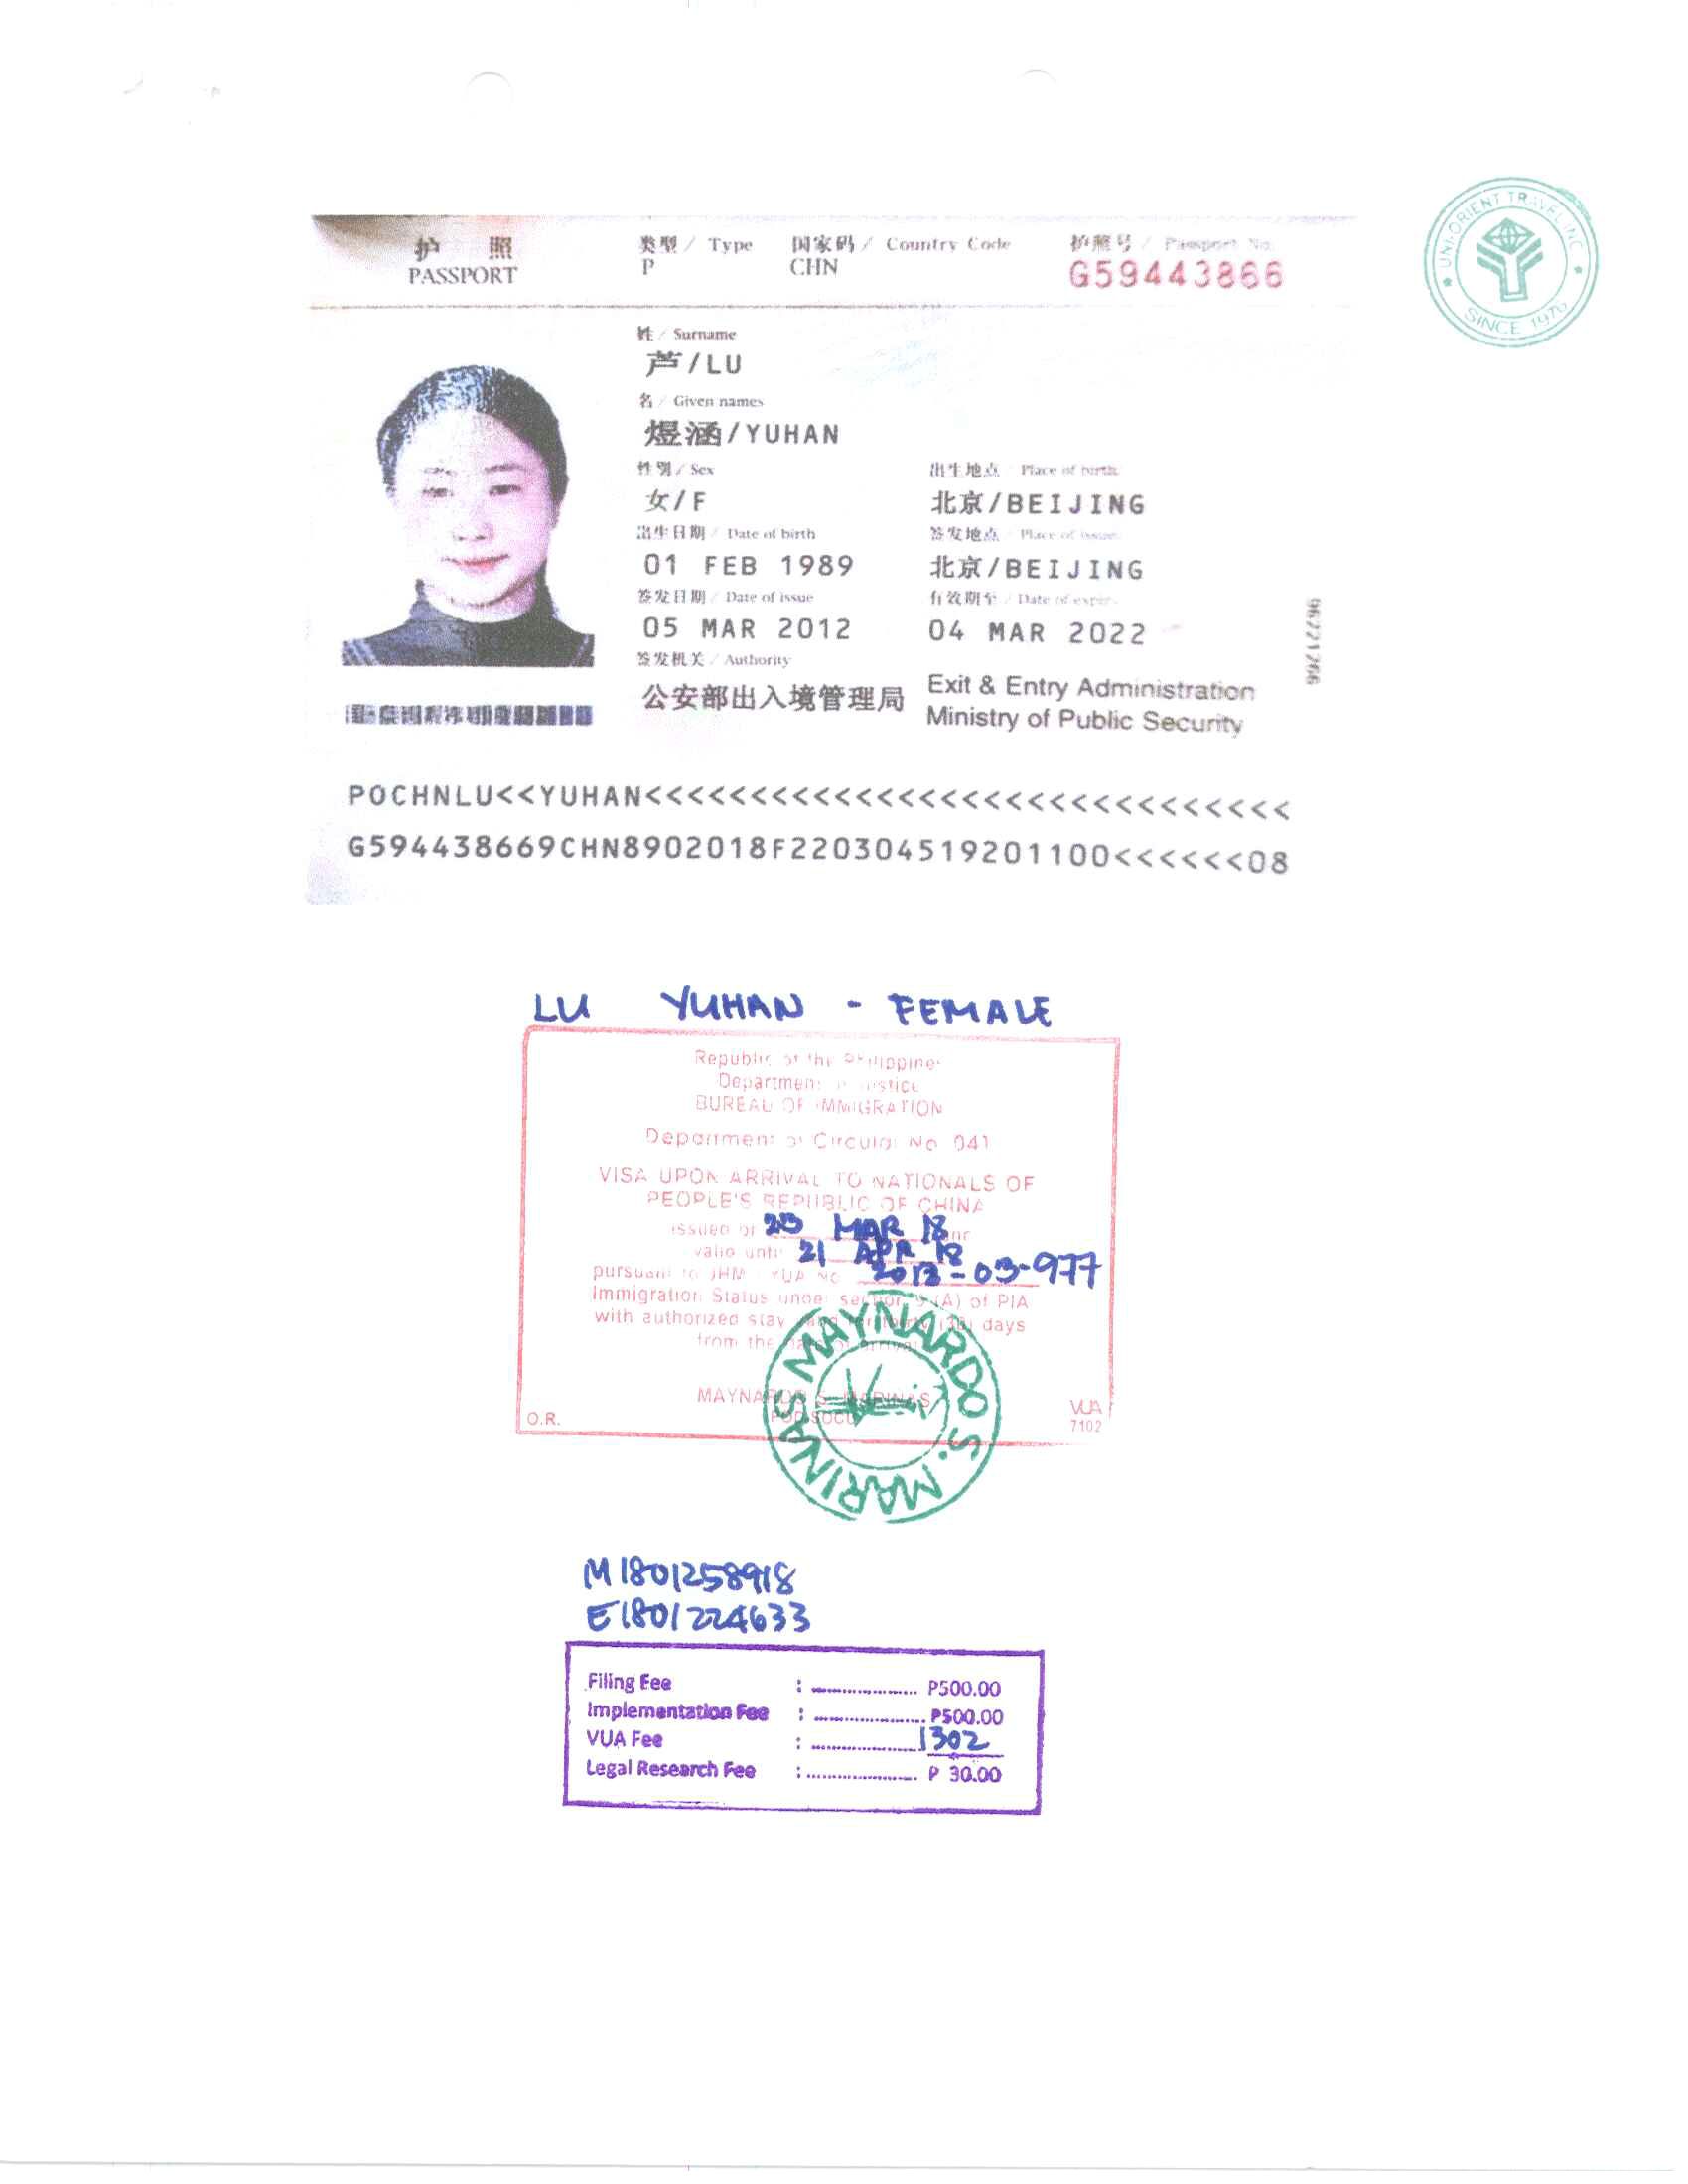 护 照
PASSPORT
类型 / Type
P
国家码 / Country Code
CHN
护照号 / Passport No.
G59443866
UNI-ORIENT TRAVEL INC
SINCE 1976
姓 / Surname
芦/LU
名 / Given names
煜涵/YUHAN
性别 / Sex
女/F
出生地点 / Place of birth
北京/BEIJING
出生日期 / Date of birth
01 FEB 1989
签发地点 / Place of issue
北京/BEIJING
签发日期 / Date of issue
05 MAR 2012
有效期至 / Date of expiry
04 MAR 2022
签发机关 / Authority
公安部出入境管理局
Exit & Entry Administration
Ministry of Public Security
96721766
POCHNLU<<YUHAN<<<<<<<<<<<<<<<<<<<<<<<<<<<<<<
G594438669CHN8902018F220304519201100<<<<<<08
LU YUHAN - FEMALE
Republic of the Philippines
Department of Justice
BUREAU OF IMMIGRATION
Department of Circular No 041
VISA UPON ARRIVAL TO NATIONALS OF
PEOPLE'S REPUBLIC OF CHINA
issued on 23 MAR 18 and
valid until 21 APR 18
pursuant to JHM VUA No 2018-03-977
Immigration Status under section 9 (A) of PIA
with authorized stay thirty (30) days
from the date of arrival
MAYNARDO S. MARINAS
O.R.
VUA
7102
MAYNARDO S. MARINAS
M1801258918
E1801224633
Filing Fee : P500.00
Implementation Fee : P500.00
VUA Fee : 1302
Legal Research Fee : P 30.00